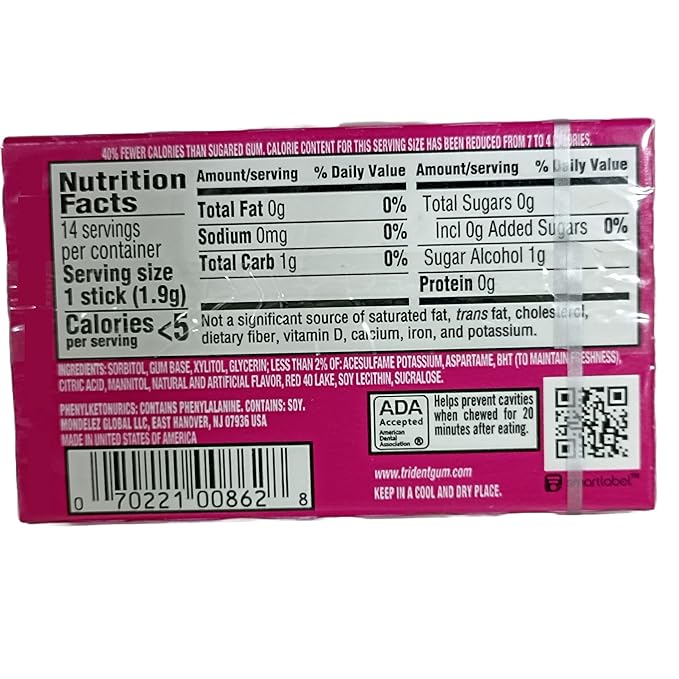 40% FEWER CALORIES THAN SUGARED GUM. CALORIE CONTENT FOR THIS SERVING SIZE HAS BEEN REDUCED FROM 7 TO 4 CALORIES.
Nutrition
Facts
14 servings
per container
Serving size
1 stick (1.9g)
Calories <5
per serving
Amount/serving % Daily Value
Total Fat 0g 0%
Sodium 0mg 0%
Total Carb 1g 0%
Amount/serving % Daily Value
Total Sugars 0g
Incl 0g Added Sugars 0%
Sugar Alcohol 1g
Protein 0g
Not a significant source of saturated fat, trans fat, cholesterol,
dietary fiber, vitamin D, calcium, iron, and potassium.
INGREDIENTS: SORBITOL, GUM BASE, XYLITOL, GLYCERIN; LESS THAN 2% OF: ACESULFAME POTASSIUM, ASPARTAME, BHT (TO MAINTAIN FRESHNESS),
CITRIC ACID, MANNITOL, NATURAL AND ARTIFICIAL FLAVOR, RED 40 LAKE, SOY LECITHIN, SUCRALOSE.
PHENYLKETONURICS: CONTAINS PHENYLALANINE. CONTAINS: SOY.
MONDELEZ GLOBAL LLC, EAST HANOVER, NJ 07936 USA
MADE IN UNITED STATES OF AMERICA
0 70221 00862 8
ADA
Accepted
American
Dental
Association®
Helps prevent cavities
when chewed for 20
minutes after eating.
www.tridentgum.com
KEEP IN A COOL AND DRY PLACE.
smartlabel™